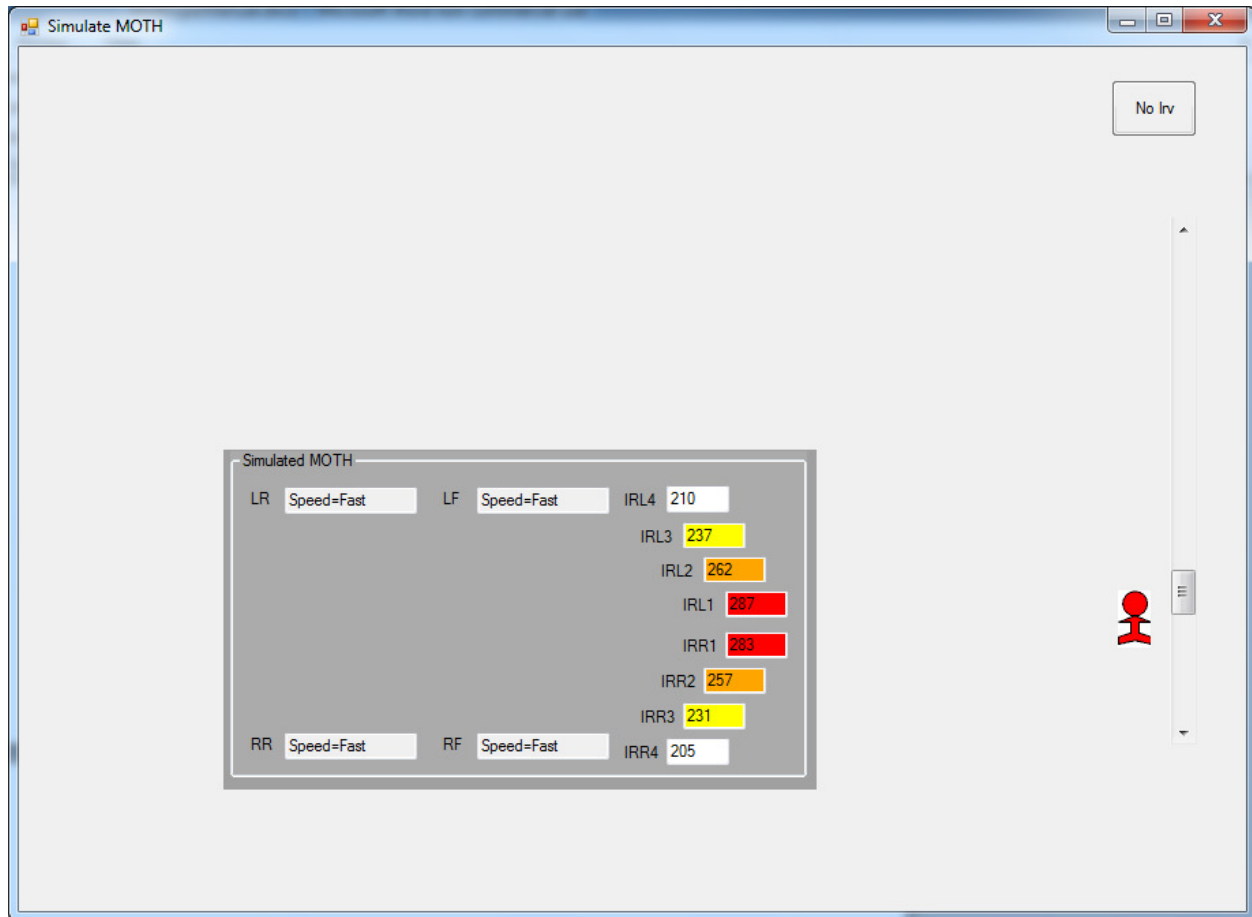 Simulate MOTH
No Irv
Simulated MOTH
LR Speed=Fast LF Speed=Fast IRL4 210
IRL3 237
IRL2 262
IRL1 287
IRR1 283
IRR2 257
IRR3 231
RR Speed=Fast RF Speed=Fast IRR4 205